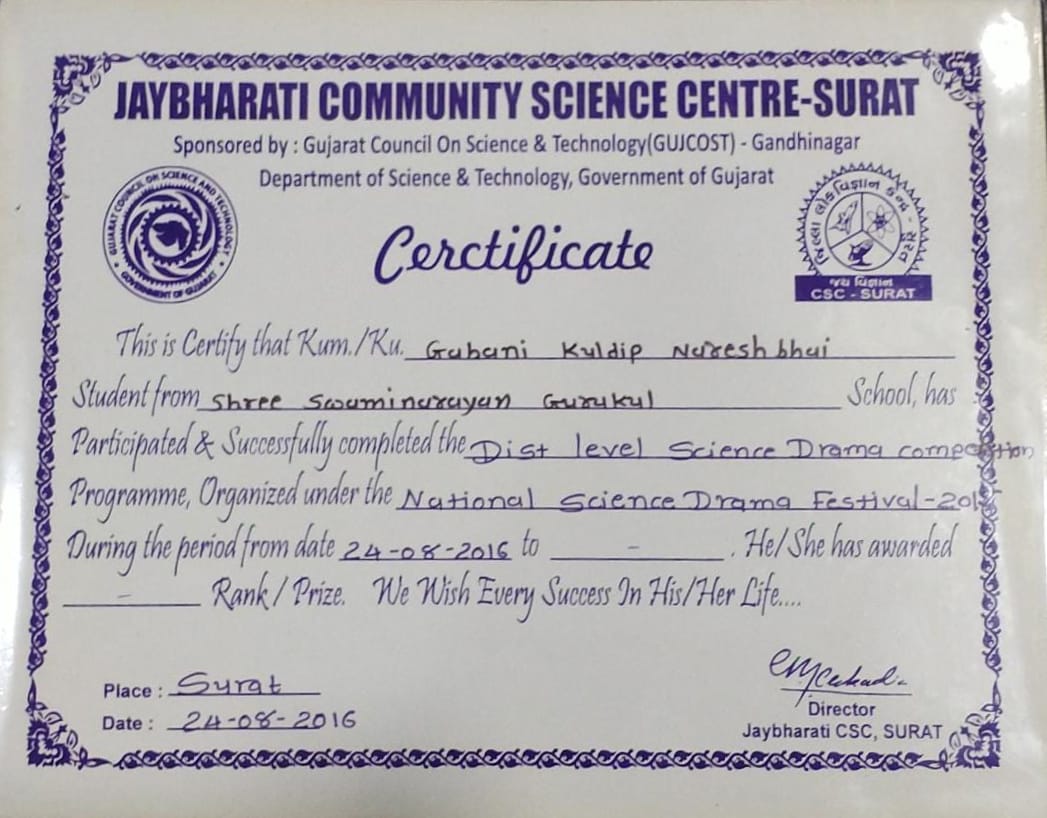 JAYBHARATI COMMUNITY SCIENCE CENTRE-SURAT
Sponsored by : Gujarat Council On Science & Technology(GUJCOST) - Gandhinagar
Department of Science & Technology, Government of Gujarat
GUJARAT COUNCIL ON SCIENCE AND TECHNOLOGY
GOVERNMENT OF GUJARAT
Cerctificate
જય વિજ્ઞાન
CSC - SURAT
This is Certify that Kum./Ku. Gabani Kuldip Nareshbhai
Student from Shree Swaminarayan Gurukul School, has
Participated & Successfully completed the Dist level Science Drama competition
Programme, Organized under the National Science Drama Festival-
During the period from date 24-08-2016 to - . He/She has awarded
- Rank / Prize. We Wish Every Success In His/Her Life....
Place : Surat
Date : 24-08-2016
Director
Jaybharati CSC, SURAT